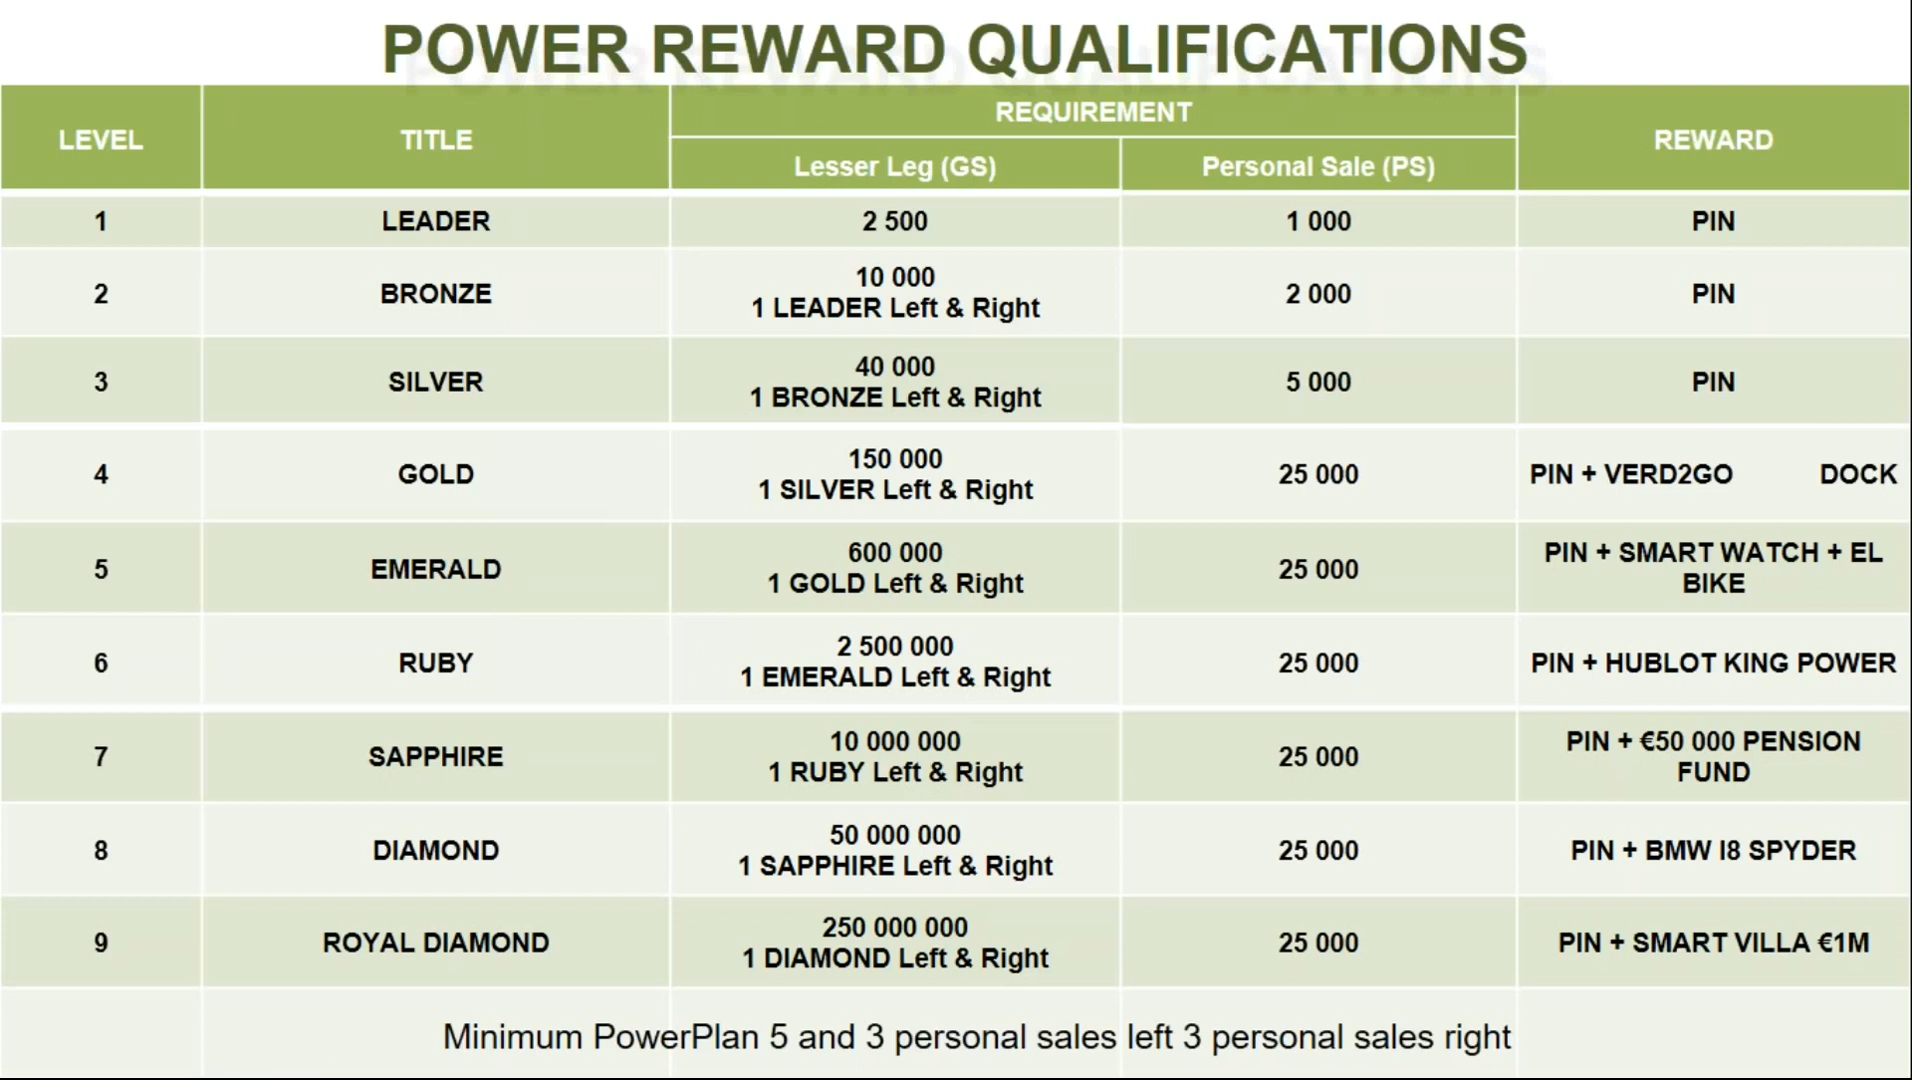 POWER REWARD QUALIFICATIONS
LEVEL TITLE REQUIREMENT REWARD
Lesser Leg (GS) Personal Sale (PS)
1 LEADER 2 500 1 000 PIN
2 BRONZE 10 000 2 000 PIN
1 LEADER Left & Right
3 SILVER 40 000 5 000 PIN
1 BRONZE Left & Right
4 GOLD 150 000 25 000 PIN + VERD2GO DOCK
1 SILVER Left & Right
5 EMERALD 600 000 25 000 PIN + SMART WATCH + EL
1 GOLD Left & Right BIKE
6 RUBY 2 500 000 25 000 PIN + HUBLOT KING POWER
1 EMERALD Left & Right
7 SAPPHIRE 10 000 000 25 000 PIN + €50 000 PENSION
1 RUBY Left & Right FUND
8 DIAMOND 50 000 000 25 000 PIN + BMW I8 SPYDER
1 SAPPHIRE Left & Right
9 ROYAL DIAMOND 250 000 000 25 000 PIN + SMART VILLA €1M
1 DIAMOND Left & Right
Minimum PowerPlan 5 and 3 personal sales left 3 personal sales right